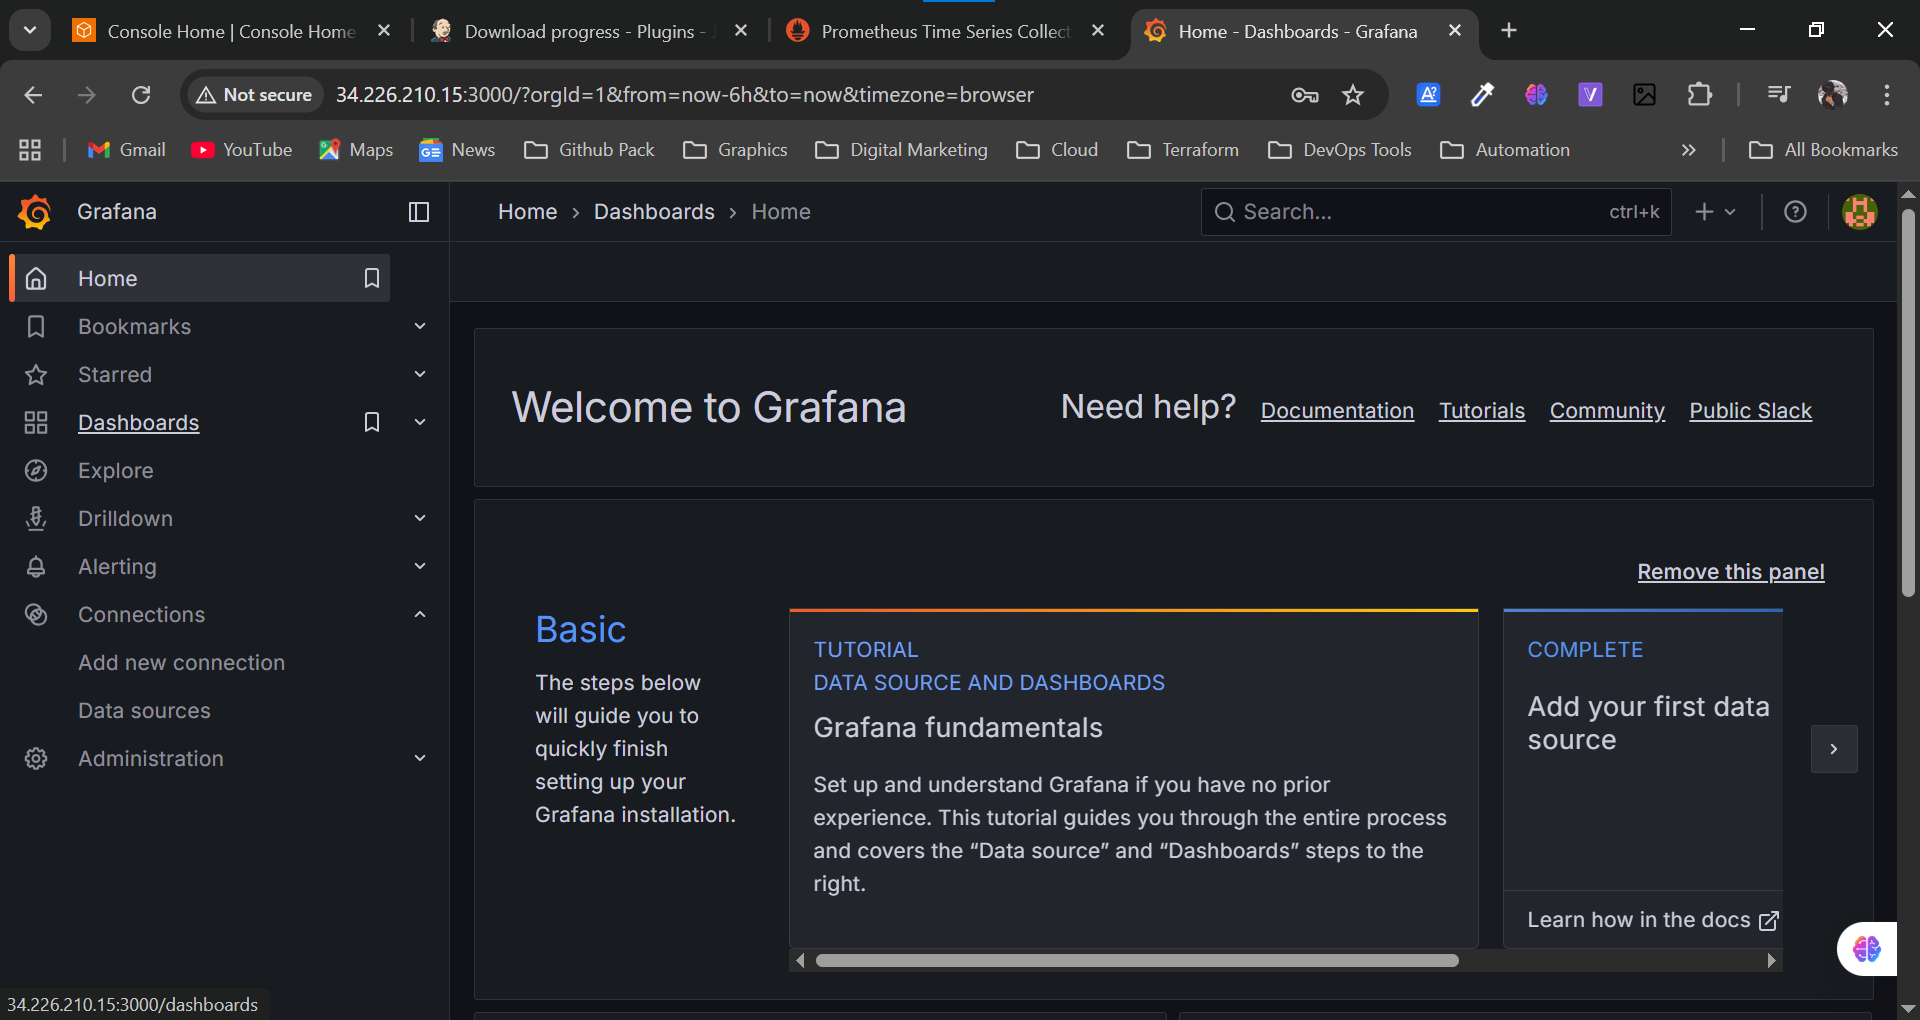 Console Home | Console Home
Download progress - Plugins -
Prometheus Time Series Collect
Home - Dashboards - Grafana
Not secure
34.226.210.15:3000/?orgId=1&from=now-6h&to=now&timezone=browser
Gmail
YouTube
Maps
News
Github Pack
Graphics
Digital Marketing
Cloud
Terraform
DevOps Tools
Automation
All Bookmarks
Grafana
Home › Dashboards › Home
Search...
ctrl+k
Home
Bookmarks
Starred
Dashboards
Explore
Drilldown
Alerting
Connections
Add new connection
Data sources
Administration
Welcome to Grafana
Need help?
Documentation
Tutorials
Community
Public Slack
Remove this panel
Basic
The steps below
will guide you to
quickly finish
setting up your
Grafana installation.
TUTORIAL
DATA SOURCE AND DASHBOARDS
Grafana fundamentals
Set up and understand Grafana if you have no prior
experience. This tutorial guides you through the entire process
and covers the “Data source” and “Dashboards” steps to the
right.
COMPLETE
Add your first data
source
Learn how in the docs
34.226.210.15:3000/dashboards